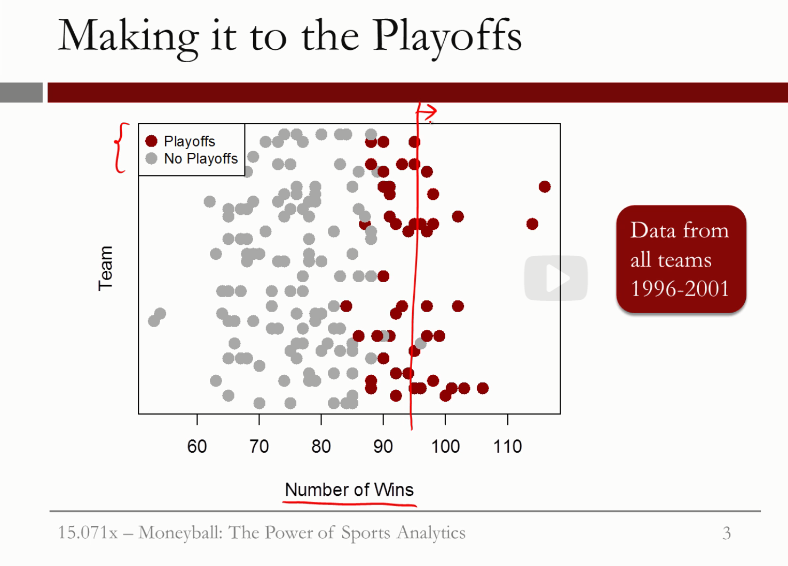 Making it to the Playoffs
Playoffs
No Playoffs
Team
Data from
all teams
1996-2001
60 70 80 90 100 110
Number of Wins
15.071x – Moneyball: The Power of Sports Analytics 3